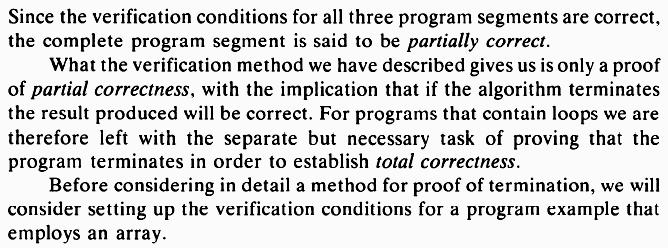 Since the verification conditions for all three program segments are correct,
the complete program segment is said to be partially correct.
What the verification method we have described gives us is only a proof
of partial correctness, with the implication that if the algorithm terminates
the result produced will be correct. For programs that contain loops we are
therefore left with the separate but necessary task of proving that the
program terminates in order to establish total correctness.
Before considering in detail a method for proof of termination, we will
consider setting up the verification conditions for a program example that
employs an array.